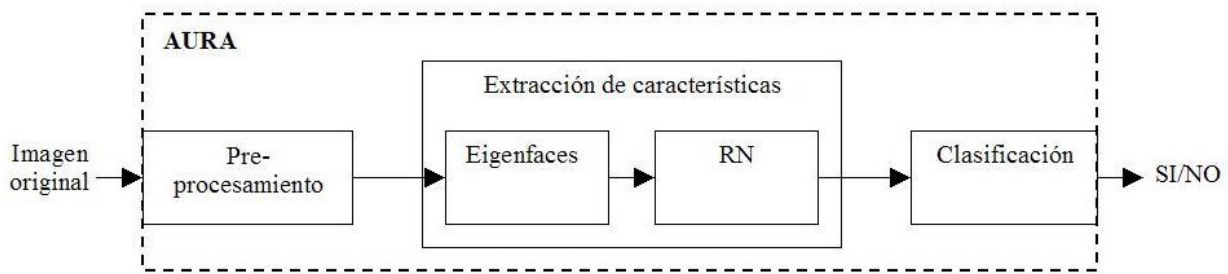 AURA
Extracción de características
Imagen
original
Pre-
procesamiento
Eigenfaces
RN
Clasificación
SI/NO